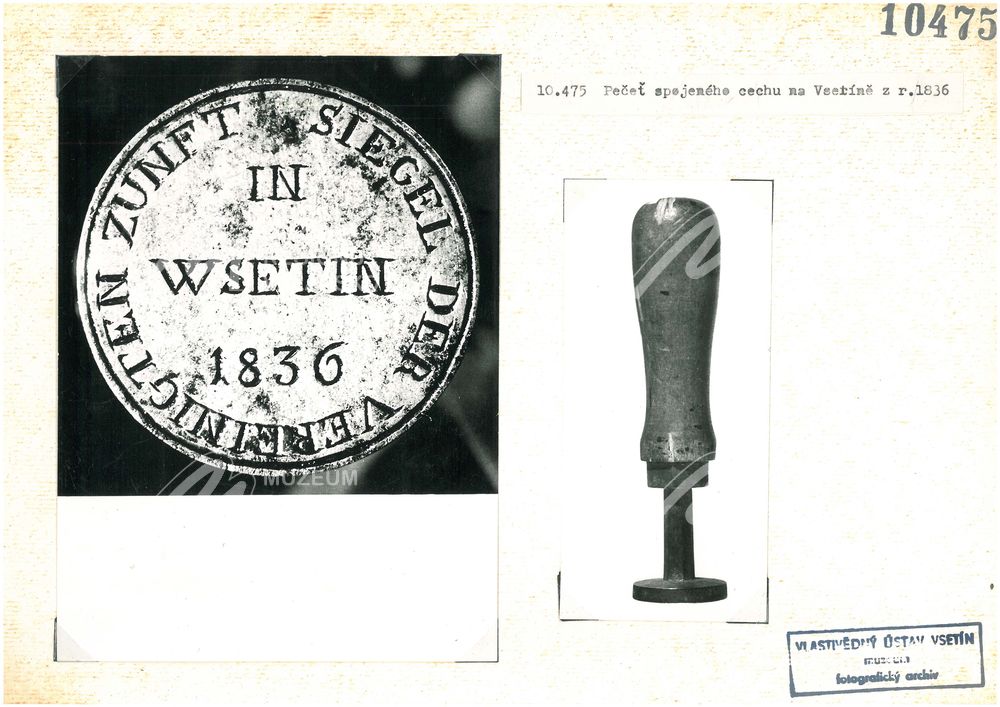 10475
10.475 Pečeť spojeného cechu na Vsetíně z r.1836
SIEGEL DER VEREINIGTEN ZUNFT
IN
WSETIN
1836
MUZEUM
VLASTIVĚDNÝ ÚSTAV VSETÍN
muzeum
fotografický archiv